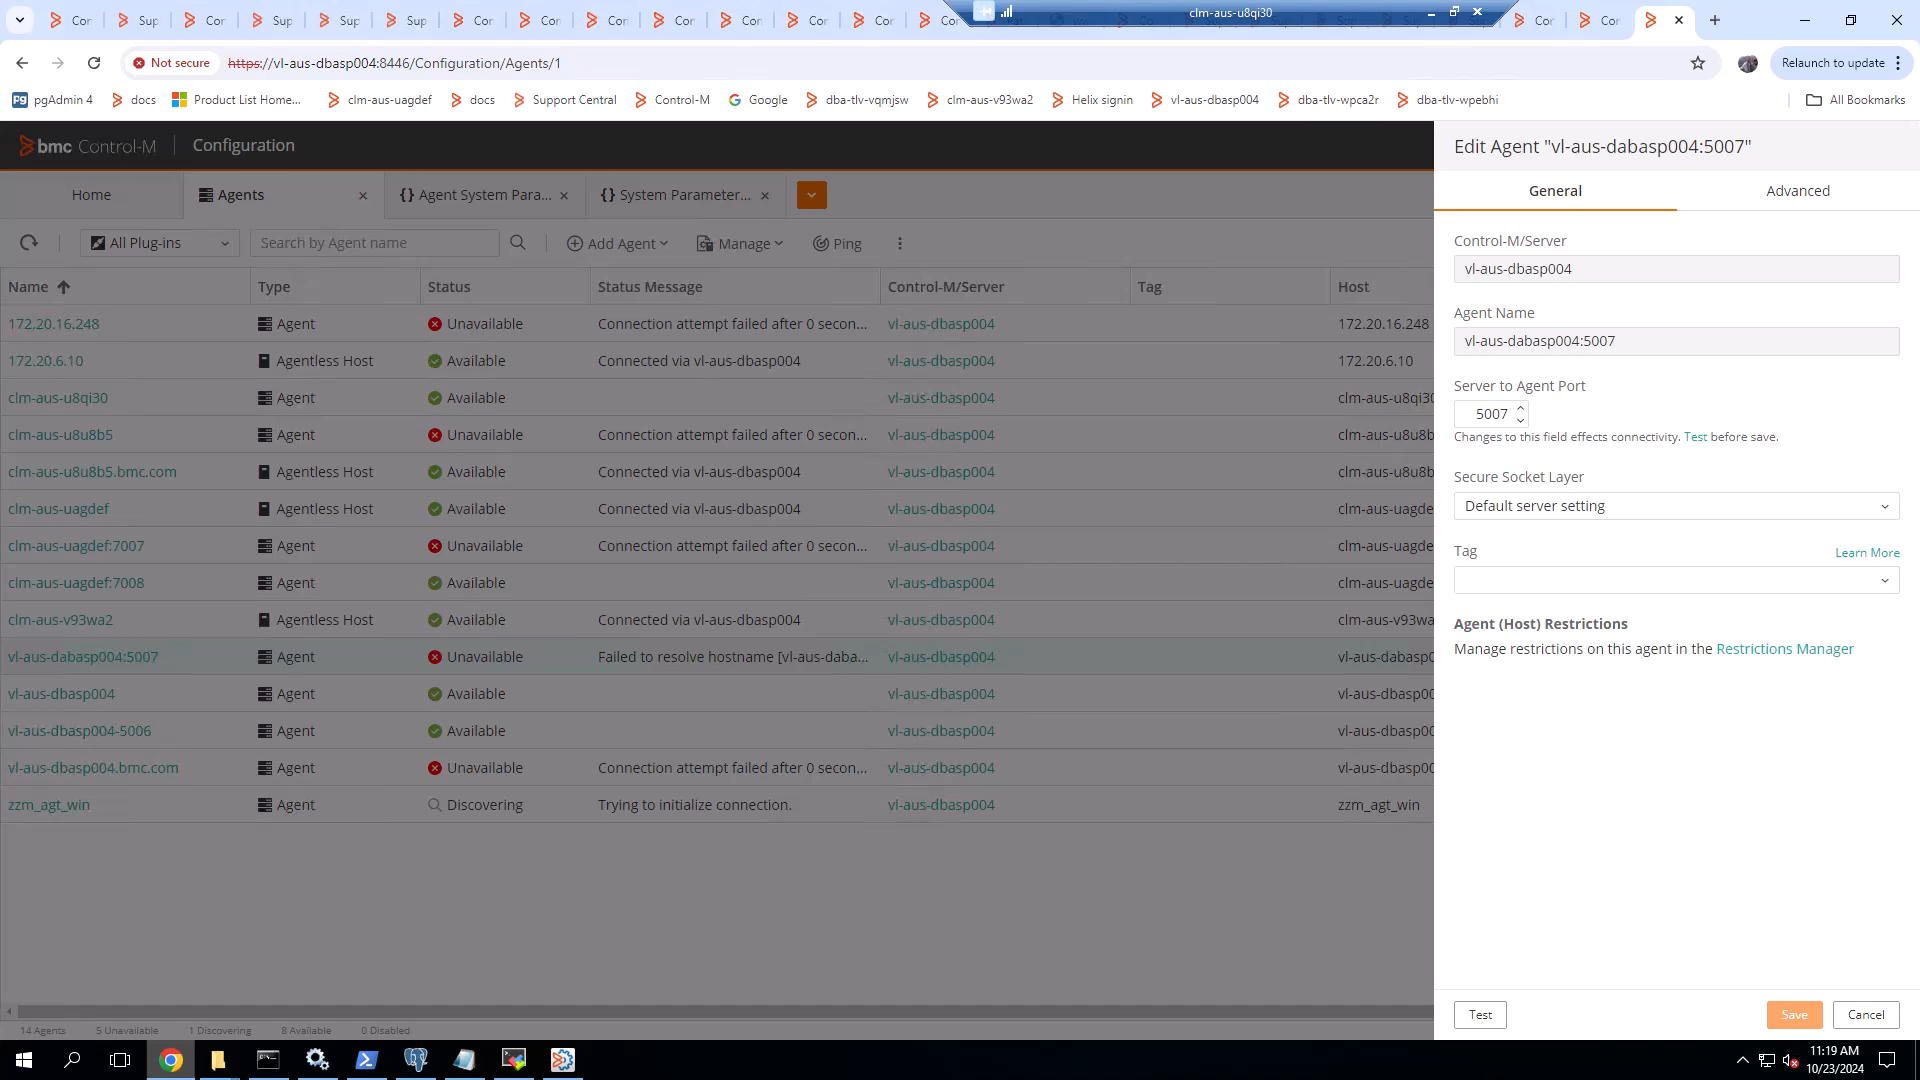 Cor
Sup
Cor
Sup
Sup
Sup
Cor
Cor
Cor
Cor
Cor
Cor
Cor
Co
clm-aus-u8qi30
Cor
Cor
Not secure
https://vl-aus-dbasp004:8446/Configuration/Agents/1
Relaunch to update
pgAdmin 4
docs
Product List Home...
clm-aus-uagdef
docs
Support Central
Control-M
Google
dba-tlv-vqmjsw
clm-aus-v93wa2
Helix signin
vl-aus-dbasp004
dba-tlv-wpca2r
dba-tlv-wpebhi
All Bookmarks
bmc Control-M
Configuration
Home
Agents
{} Agent System Para...
{} System Parameter...
All Plug-ins
Search by Agent name
Add Agent
Manage
Ping
Name Type Status Status Message Control-M/Server Tag Host
172.20.16.248 Agent Unavailable Connection attempt failed after 0 secon... vl-aus-dbasp004 172.20.16.248
172.20.6.10 Agentless Host Available Connected via vl-aus-dbasp004 vl-aus-dbasp004 172.20.6.10
clm-aus-u8qi30 Agent Available vl-aus-dbasp004 clm-aus-u8qi30
clm-aus-u8u8b5 Agent Unavailable Connection attempt failed after 0 secon... vl-aus-dbasp004 clm-aus-u8u8b
clm-aus-u8u8b5.bmc.com Agentless Host Available Connected via vl-aus-dbasp004 vl-aus-dbasp004 clm-aus-u8u8b
clm-aus-uagdef Agentless Host Available Connected via vl-aus-dbasp004 vl-aus-dbasp004 clm-aus-uagde
clm-aus-uagdef:7007 Agent Unavailable Connection attempt failed after 0 secon... vl-aus-dbasp004 clm-aus-uagde
clm-aus-uagdef:7008 Agent Available vl-aus-dbasp004 clm-aus-uagde
clm-aus-v93wa2 Agentless Host Available Connected via vl-aus-dbasp004 vl-aus-dbasp004 clm-aus-v93wa
vl-aus-dabasp004:5007 Agent Unavailable Failed to resolve hostname [vl-aus-daba... vl-aus-dbasp004 vl-aus-dabasp0
vl-aus-dbasp004 Agent Available vl-aus-dbasp004 vl-aus-dbasp00
vl-aus-dbasp004-5006 Agent Available vl-aus-dbasp004 vl-aus-dbasp00
vl-aus-dbasp004.bmc.com Agent Unavailable Connection attempt failed after 0 secon... vl-aus-dbasp004 vl-aus-dbasp00
zzm_agt_win Agent Discovering Trying to initialize connection. vl-aus-dbasp004 zzm_agt_win
14 Agents 5 Unavailable 1 Discovering 8 Available 0 Disabled
Edit Agent "vl-aus-dabasp004:5007"
General
Advanced
Control-M/Server
vl-aus-dbasp004
Agent Name
vl-aus-dabasp004:5007
Server to Agent Port
5007
Changes to this field effects connectivity. Test before save.
Secure Socket Layer
Default server setting
Tag
Learn More
Agent (Host) Restrictions
Manage restrictions on this agent in the Restrictions Manager
Test
Save
Cancel
11:19 AM
10/23/2024